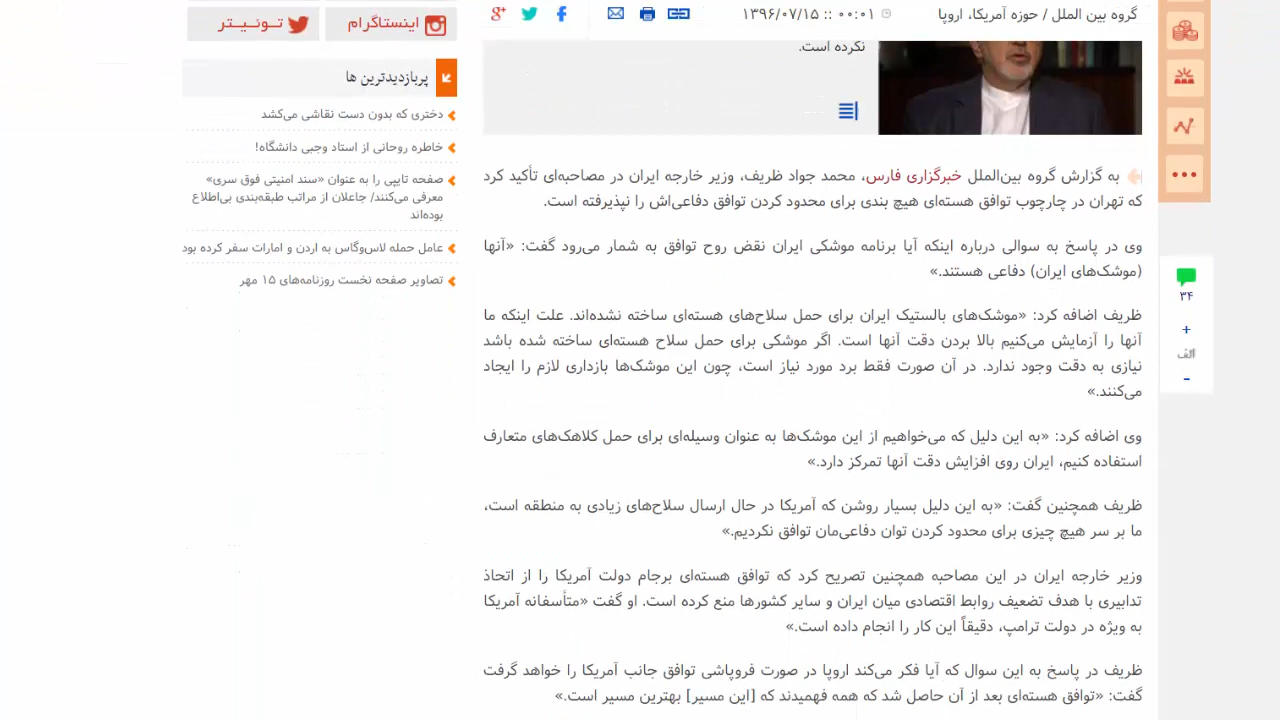 گروه بین الملل / حوزه آمریکا، اروپا
۱۳۹۶/۰۷/۱۵ :: ۰۰:۰۱
نکرده است.
به گزارش گروه بین‌الملل خبرگزاری فارس، محمد جواد ظریف، وزیر خارجه ایران در مصاحبه‌ای تأکید کرد
که تهران در چارچوب توافق هسته‌ای هیچ بندی برای محدود کردن توافق دفاعی‌اش را نپذیرفته است.
وی در پاسخ به سوالی درباره اینکه آیا برنامه موشکی ایران نقض روح توافق به شمار می‌رود گفت: «آنها
(موشک‌های ایران) دفاعی هستند.»
ظریف اضافه کرد: «موشک‌های بالستیک ایران برای حمل سلاح‌های هسته‌ای ساخته نشده‌اند. علت اینکه ما
آنها را آزمایش می‌کنیم بالا بردن دقت آنها است. اگر موشکی برای حمل سلاح هسته‌ای ساخته شده باشد
نیازی به دقت وجود ندارد. در آن صورت فقط برد مورد نیاز است، چون این موشک‌ها بازداری لازم را ایجاد
می‌کنند.»
وی اضافه کرد: «به این دلیل که می‌خواهیم از این موشک‌ها به عنوان وسیله‌ای برای حمل کلاهک‌های متعارف
استفاده کنیم، ایران روی افزایش دقت آنها تمرکز دارد.»
ظریف همچنین گفت: «به این دلیل بسیار روشن که آمریکا در حال ارسال سلاح‌های زیادی به منطقه است،
ما بر سر هیچ چیزی برای محدود کردن توان دفاعی‌مان توافق نکردیم.»
وزیر خارجه ایران در این مصاحبه همچنین تصریح کرد که توافق هسته‌ای برجام دولت آمریکا را از اتخاذ
تدابیری با هدف تضعیف روابط اقتصادی میان ایران و سایر کشورها منع کرده است. او گفت «متأسفانه آمریکا
به ویژه در دولت ترامپ، دقیقاً این کار را انجام داده است.»
ظریف در پاسخ به این سوال که آیا فکر می‌کند اروپا در صورت فروپاشی توافق جانب آمریکا را خواهد گرفت
گفت: «توافق هسته‌ای بعد از آن حاصل شد که همه فهمیدند که [این مسیر] بهترین مسیر است.»
اینستاگرام
توئیتر
پربازدیدترین ها
دختری که بدون دست نقاشی می‌کشد
خاطره روحانی از استاد وجبی دانشگاه!
صفحه تایپی را به عنوان «سند امنیتی فوق سری»
معرفی می‌کنند/ جاعلان از مراتب طبقه‌بندی بی‌اطلاع
بوده‌اند
عامل حمله لاس‌وگاس به اردن و امارات سفر کرده بود
تصاویر صفحه نخست روزنامه‌های ۱۵ مهر
۳۴
+
الف
-